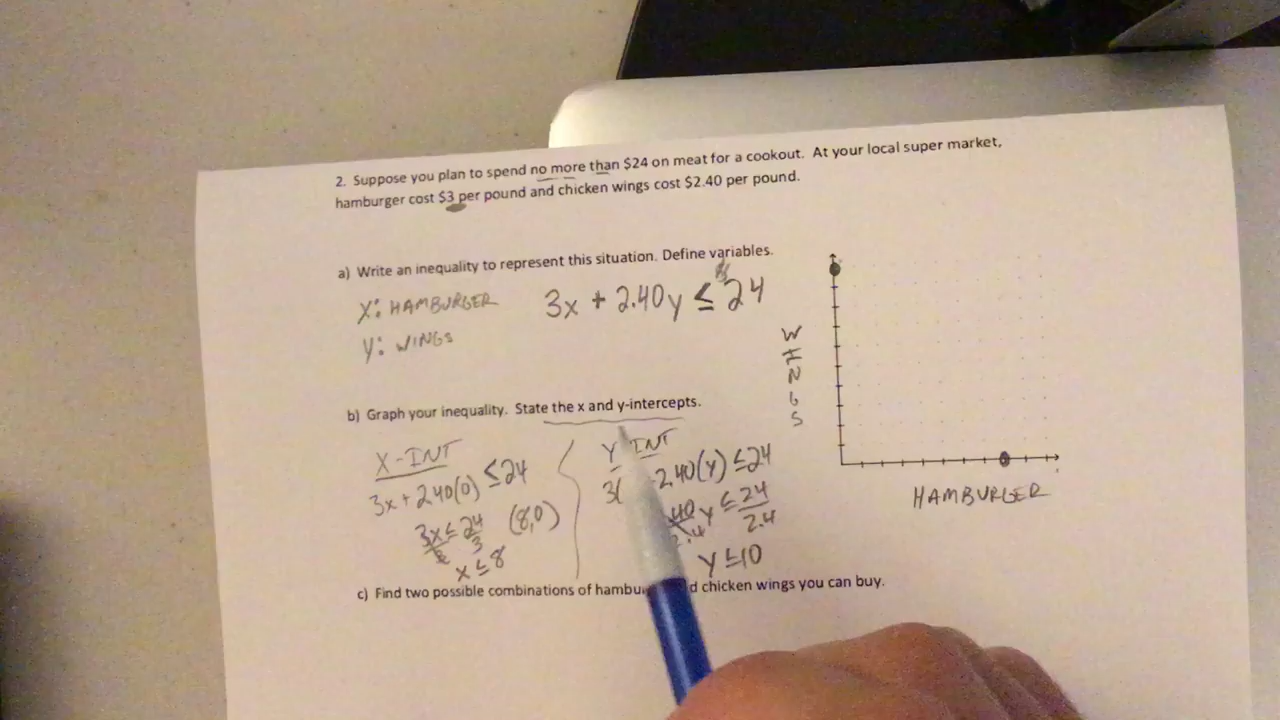 2. Suppose you plan to spend no more than $24 on meat for a cookout. At your local super market,
hamburger cost $3 per pound and chicken wings cost $2.40 per pound.
a) Write an inequality to represent this situation. Define variables.
X: HAMBURGER
3x + 2.40y ≤ 24
Y: WINGS
b) Graph your inequality. State the x and y-intercepts.
X-INT
3x + 2.40(0) ≤ 24
3x ≤ 24
3
(8,0)
x ≤ 8
Y INT
3( 2.40(y) ≤ 24
.40y ≤ 24
2.4 2.4
y ≤ 10
WINGS
HAMBURGER
c) Find two possible combinations of hambu d chicken wings you can buy.